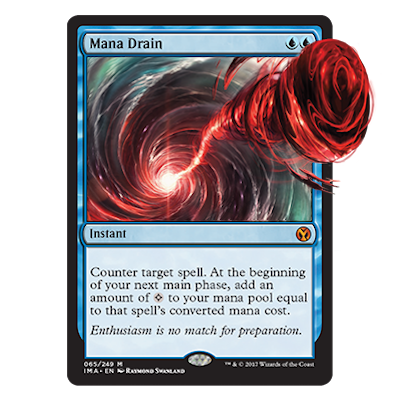 Mana Drain
Instant
Counter target spell. At the beginning
of your next main phase, add an
amount of to your mana pool equal
to that spell's converted mana cost.
Enthusiasm is no match for preparation.
065/249 M
IMA • EN Raymond Swanland
™ & © 2017 Wizards of the Coast